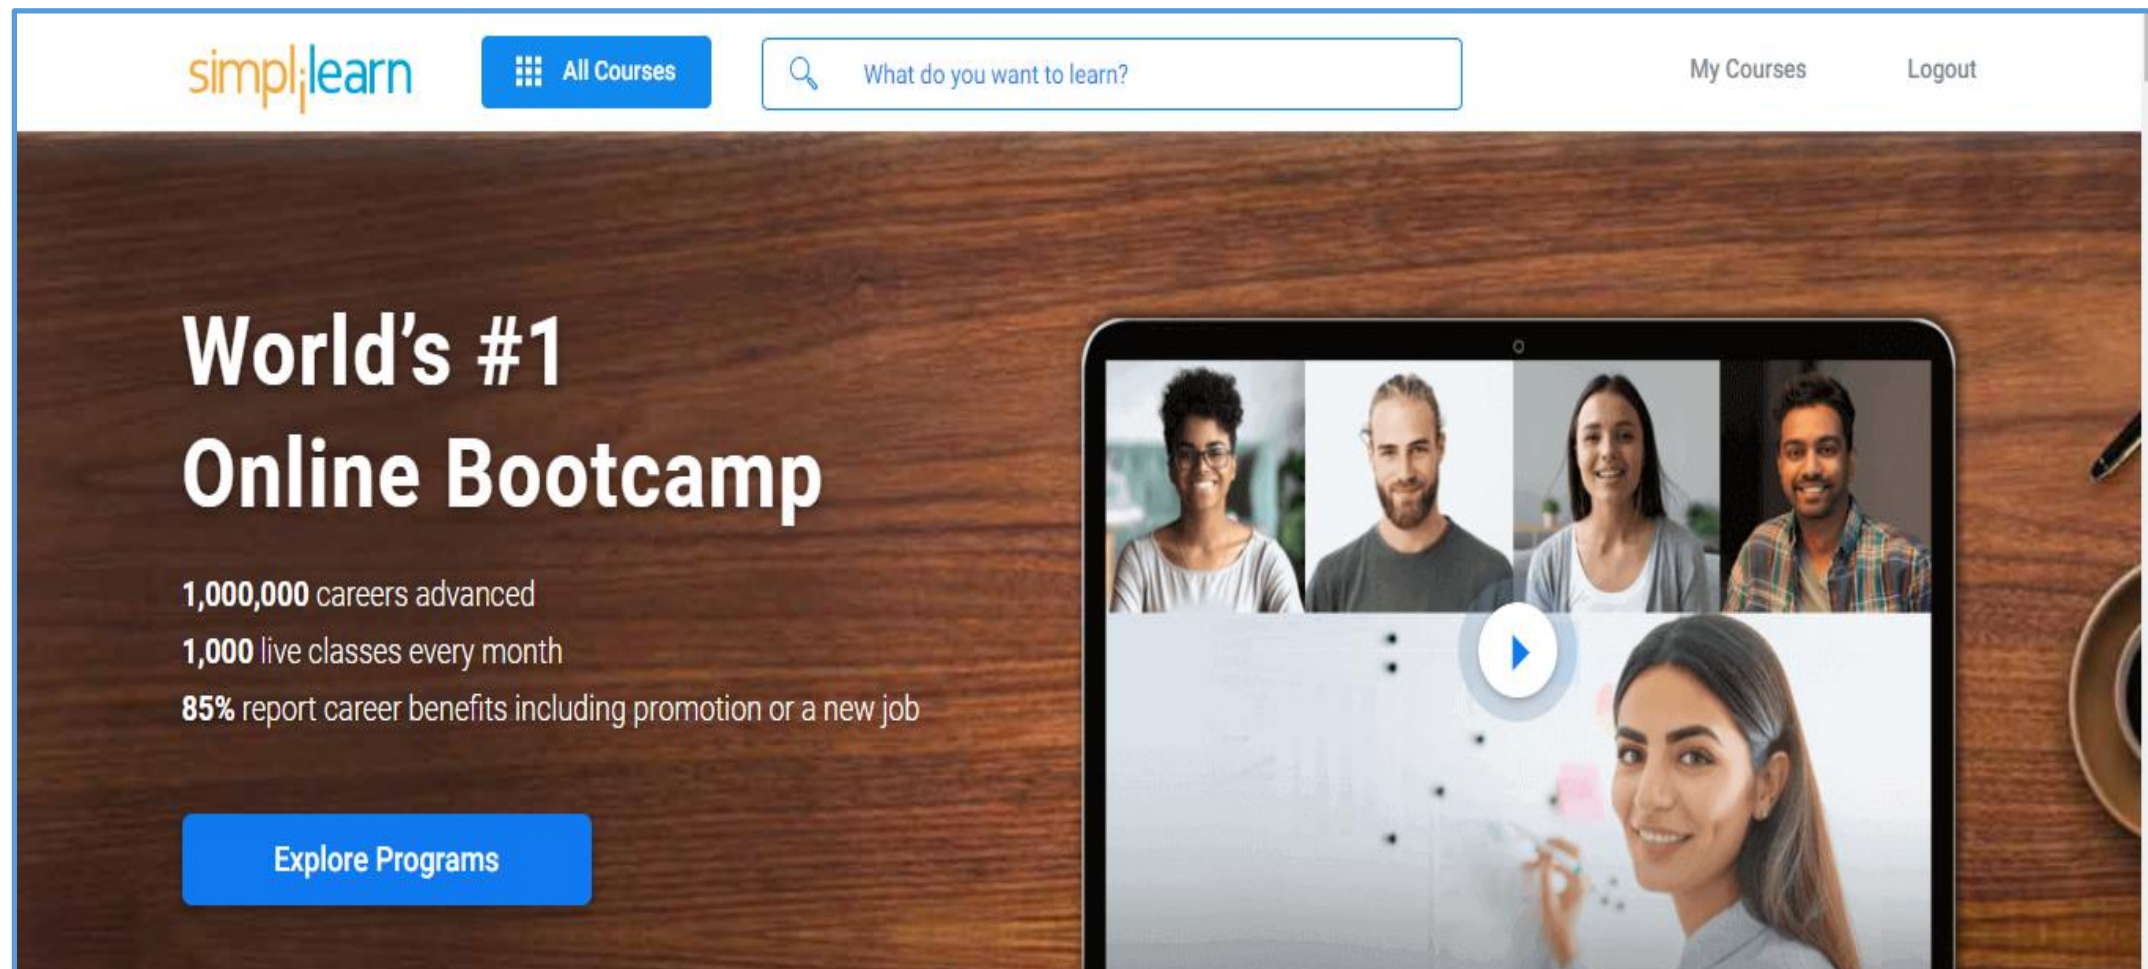 simplilearn
All Courses
What do you want to learn?
My Courses
Logout
World's #1
Online Bootcamp
1,000,000 careers advanced
1,000 live classes every month
85% report career benefits including promotion or a new job
Explore Programs